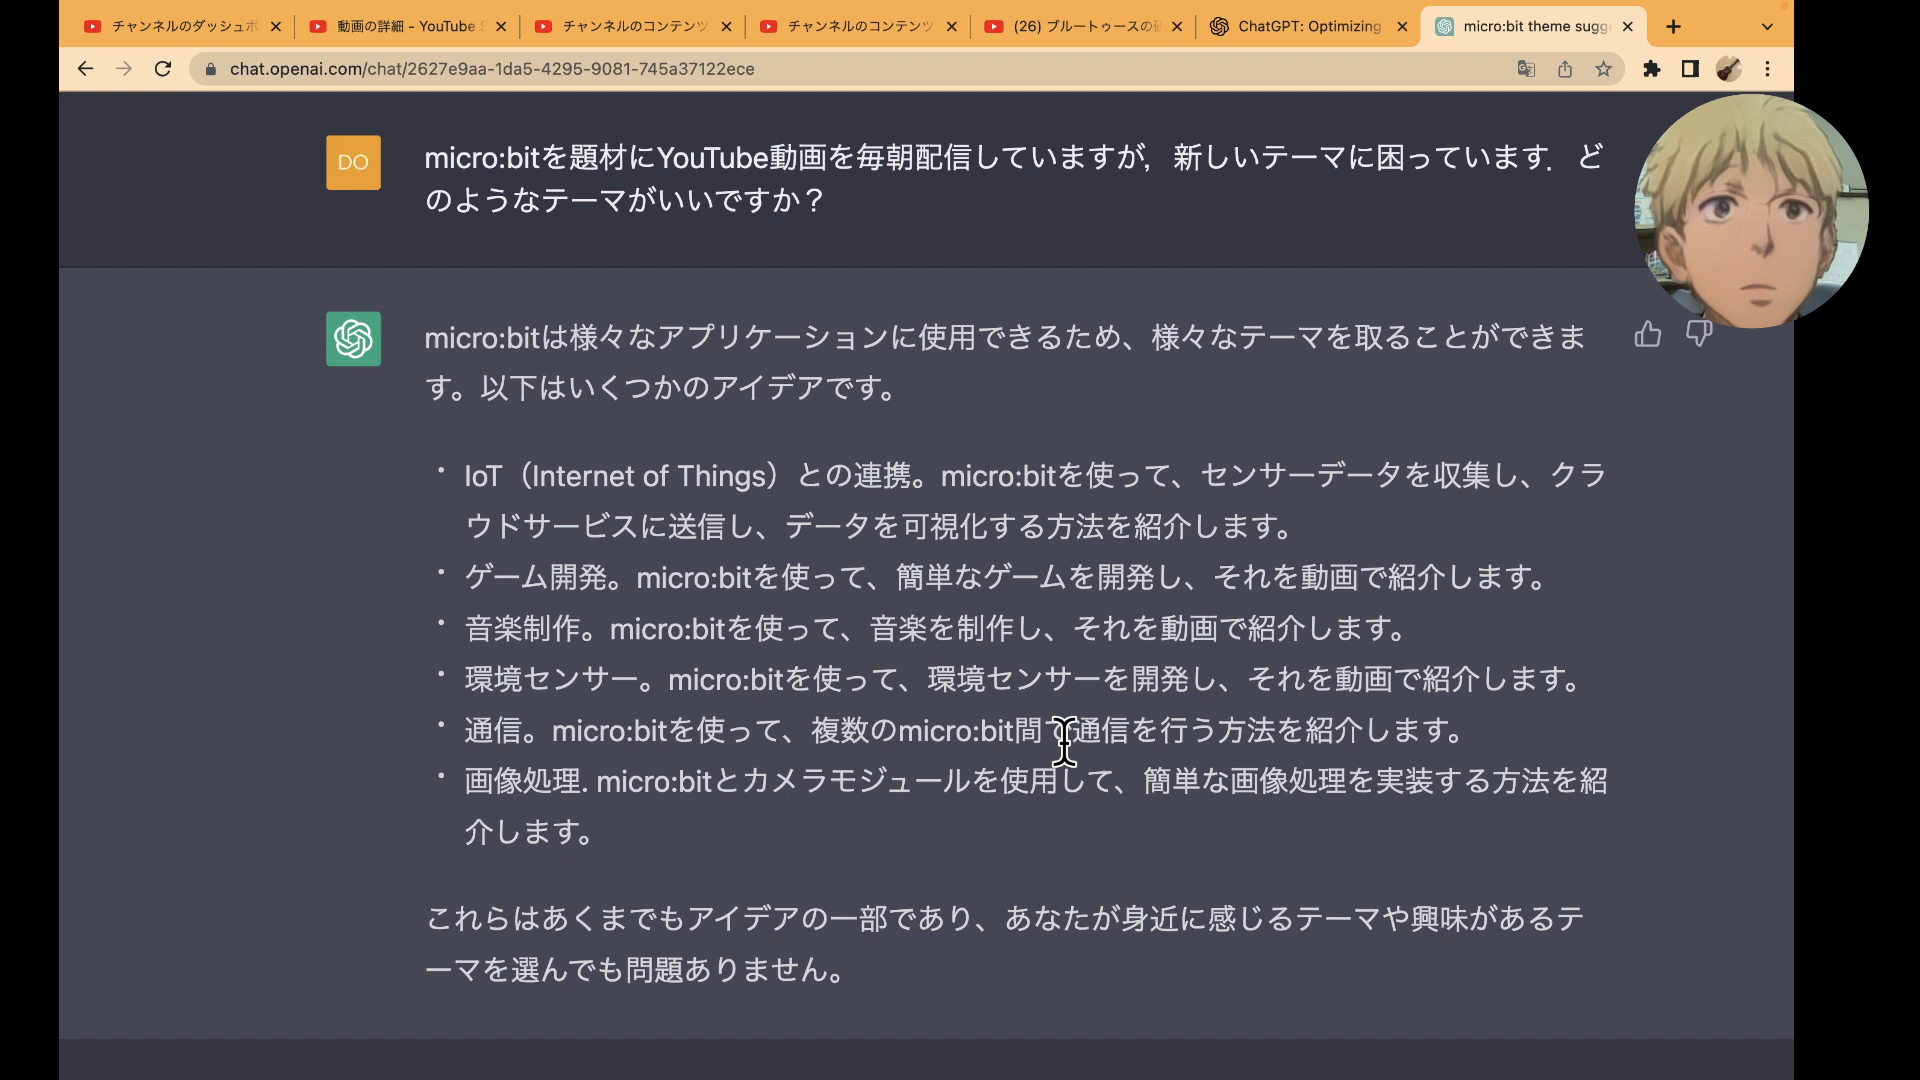 チャンネルのダッシュボ
動画の詳細 - YouTube S
チャンネルのコンテンツ
チャンネルのコンテンツ
(26) ブルートゥースの
ChatGPT: Optimizing
micro:bit theme sugg
chat.openai.com/chat/2627e9aa-1da5-4295-9081-745a37122ece
DO
micro:bitを題材にYouTube動画を毎朝配信していますが，新しいテーマに困っています．ど
のようなテーマがいいですか？
micro:bitは様々なアプリケーションに使用できるため、様々なテーマを取ることができま
す。以下はいくつかのアイデアです。
• IoT（Internet of Things）との連携。micro:bitを使って、センサーデータを収集し、クラ
ウドサービスに送信し、データを可視化する方法を紹介します。
• ゲーム開発。micro:bitを使って、簡単なゲームを開発し、それを動画で紹介します。
• 音楽制作。micro:bitを使って、音楽を制作し、それを動画で紹介します。
• 環境センサー。micro:bitを使って、環境センサーを開発し、それを動画で紹介します。
• 通信。micro:bitを使って、複数のmicro:bit間で通信を行う方法を紹介します。
• 画像処理. micro:bitとカメラモジュールを使用して、簡単な画像処理を実装する方法を紹
介します。
これらはあくまでもアイデアの一部であり、あなたが身近に感じるテーマや興味があるテ
ーマを選んでも問題ありません。